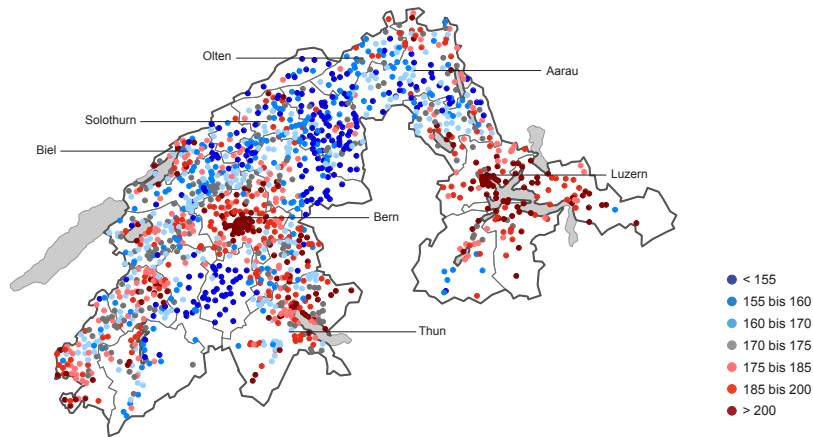 Olten
Aarau
Solothurn
Biel
Luzern
Bern
Thun
< 155
155 bis 160
160 bis 170
170 bis 175
175 bis 185
185 bis 200
> 200